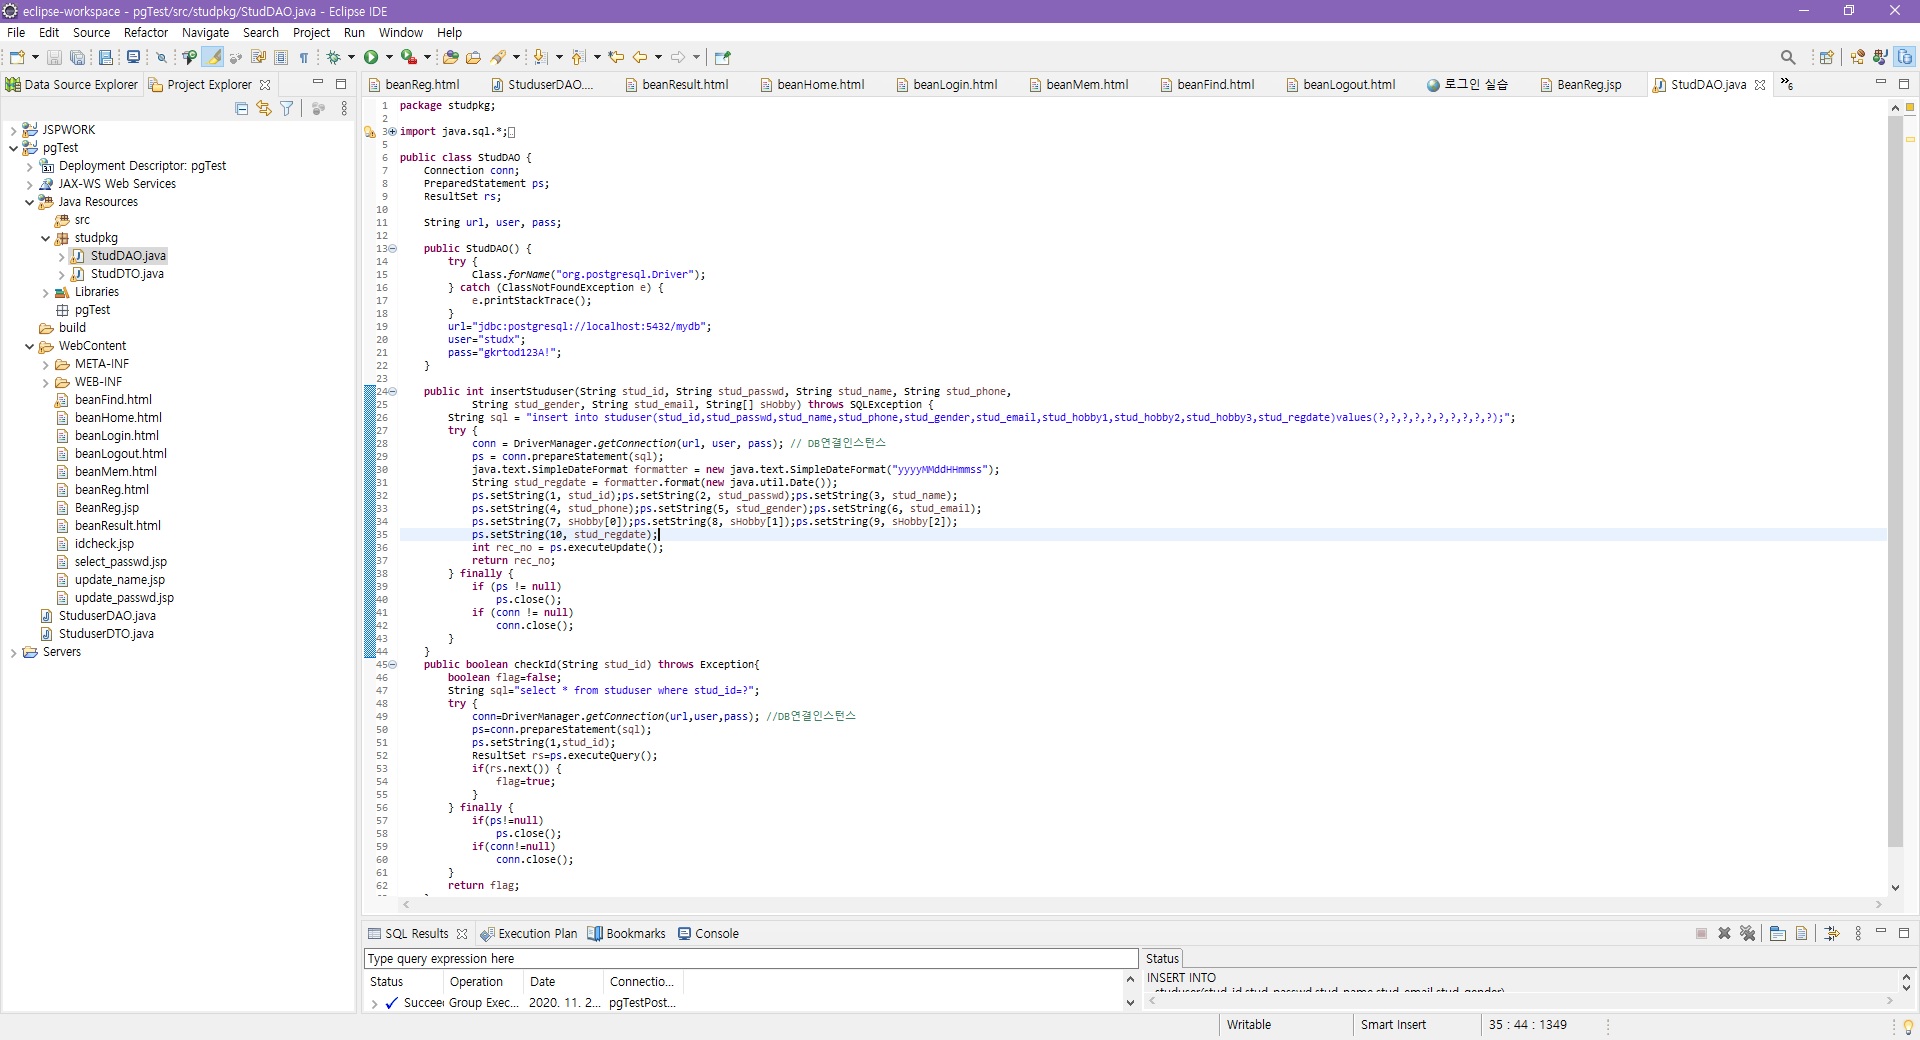 eclipse-workspace - pgTest/src/studpkg/StudDAO.java - Eclipse IDE
File Edit Source Refactor Navigate Search Project Run Window Help
Data Source Explorer Project Explorer
beanReg.html StuduserDAO.... beanResult.html beanHome.html beanLogin.html beanMem.html beanFind.html beanLogout.html 로그인 실습 BeanReg.jsp StudDAO.java »6
JSPWORK
pgTest
Deployment Descriptor: pgTest
JAX-WS Web Services
Java Resources
src
studpkg
StudDAO.java
StudDTO.java
Libraries
pgTest
build
WebContent
META-INF
WEB-INF
beanFind.html
beanHome.html
beanLogin.html
beanLogout.html
beanMem.html
beanReg.html
BeanReg.jsp
beanResult.html
idcheck.jsp
select_passwd.jsp
update_name.jsp
update_passwd.jsp
StuduserDAO.java
StuduserDTO.java
Servers
1 package studpkg;
2
3 import java.sql.*;
5
6 public class StudDAO {
7 Connection conn;
8 PreparedStatement ps;
9 ResultSet rs;
10
11 String url, user, pass;
12
13 public StudDAO() {
14 try {
15 Class.forName("org.postgresql.Driver");
16 } catch (ClassNotFoundException e) {
17 e.printStackTrace();
18 }
19 url="jdbc:postgresql://localhost:5432/mydb";
20 user="studx";
21 pass="gkrtod123A!";
22 }
23
24 public int insertStuduser(String stud_id, String stud_passwd, String stud_name, String stud_phone,
25 String stud_gender, String stud_email, String[] sHobby) throws SQLException {
26 String sql = "insert into studuser(stud_id,stud_passwd,stud_name,stud_phone,stud_gender,stud_email,stud_hobby1,stud_hobby2,stud_hobby3,stud_regdate)values(?,?,?,?,?,?,?,?,?,?);";
27 try {
28 conn = DriverManager.getConnection(url, user, pass); // DB연결인스턴스
29 ps = conn.prepareStatement(sql);
30 java.text.SimpleDateFormat formatter = new java.text.SimpleDateFormat("yyyyMMddHHmmss");
31 String stud_regdate = formatter.format(new java.util.Date());
32 ps.setString(1, stud_id);ps.setString(2, stud_passwd);ps.setString(3, stud_name);
33 ps.setString(4, stud_phone);ps.setString(5, stud_gender);ps.setString(6, stud_email);
34 ps.setString(7, sHobby[0]);ps.setString(8, sHobby[1]);ps.setString(9, sHobby[2]);
35 ps.setString(10, stud_regdate);
36 int rec_no = ps.executeUpdate();
37 return rec_no;
38 } finally {
39 if (ps != null)
40 ps.close();
41 if (conn != null)
42 conn.close();
43 }
44 }
45 public boolean checkId(String stud_id) throws Exception{
46 boolean flag=false;
47 String sql="select * from studuser where stud_id=?";
48 try {
49 conn=DriverManager.getConnection(url,user,pass); //DB연결인스턴스
50 ps=conn.prepareStatement(sql);
51 ps.setString(1,stud_id);
52 ResultSet rs=ps.executeQuery();
53 if(rs.next()) {
54 flag=true;
55 }
56 } finally {
57 if(ps!=null)
58 ps.close();
59 if(conn!=null)
60 conn.close();
61 }
62 return flag;
SQL Results Execution Plan Bookmarks Console
Type query expression here
Status Operation Date Connectio...
Succee Group Exec... 2020. 11. 2... pgTestPost...
Status
INSERT INTO
studuser(stud_id,stud_passwd,stud_name,stud_email,stud_gender)
Writable Smart Insert 35 : 44 : 1349